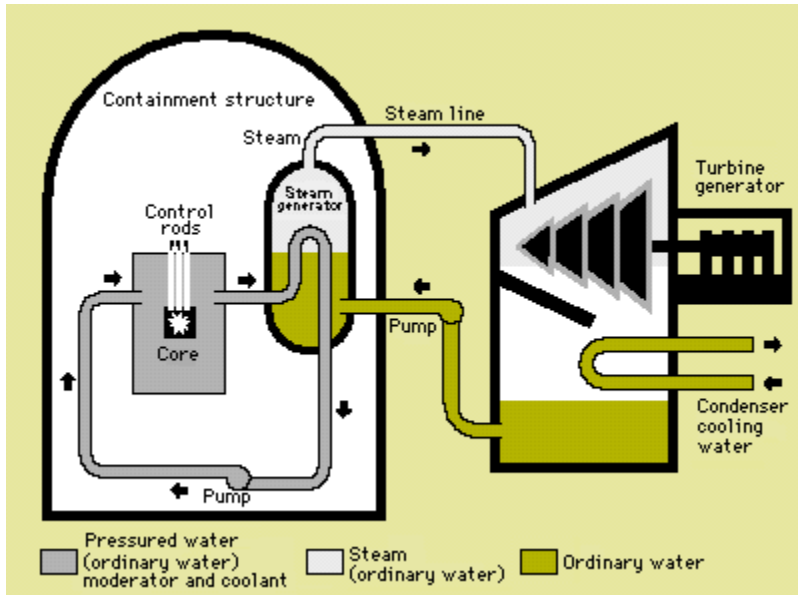 Containment structure
Steam line
Steam
Turbine
generator
Steam
generator
Control
rods
Core
Pump
Pump
Condenser
cooling
water
Pressured water
(ordinary water)
moderator and coolant
Steam
(ordinary water)
Ordinary water